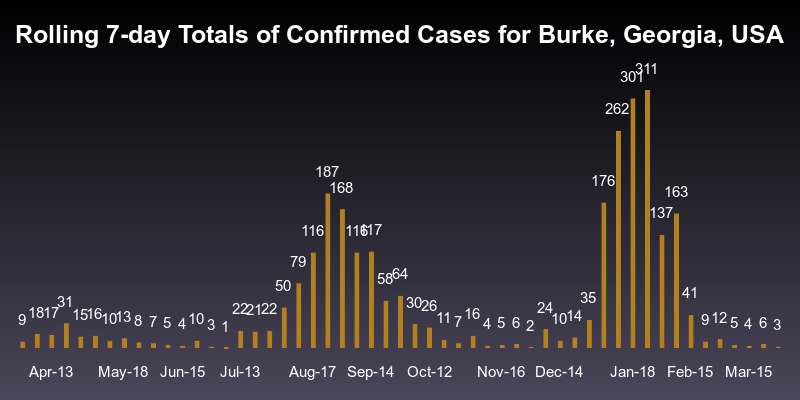 Rolling 7-day Totals of Confirmed Cases for Burke, Georgia, USA
9 18 17 31 15 16 10 13 8 7 5 4 10 3 1 22 21 22 50 79 116 187 168 116 117 58 64 30 26 11 7 16 4 5 6 2 24 10 14 35 176 262 301 311 137 163 41 9 12 5 4 6 3
Apr-13 May-18 Jun-15 Jul-13 Aug-17 Sep-14 Oct-12 Nov-16 Dec-14 Jan-18 Feb-15 Mar-15